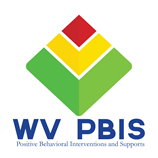 WV PBIS
Positive Behavioral Interventions and Supports